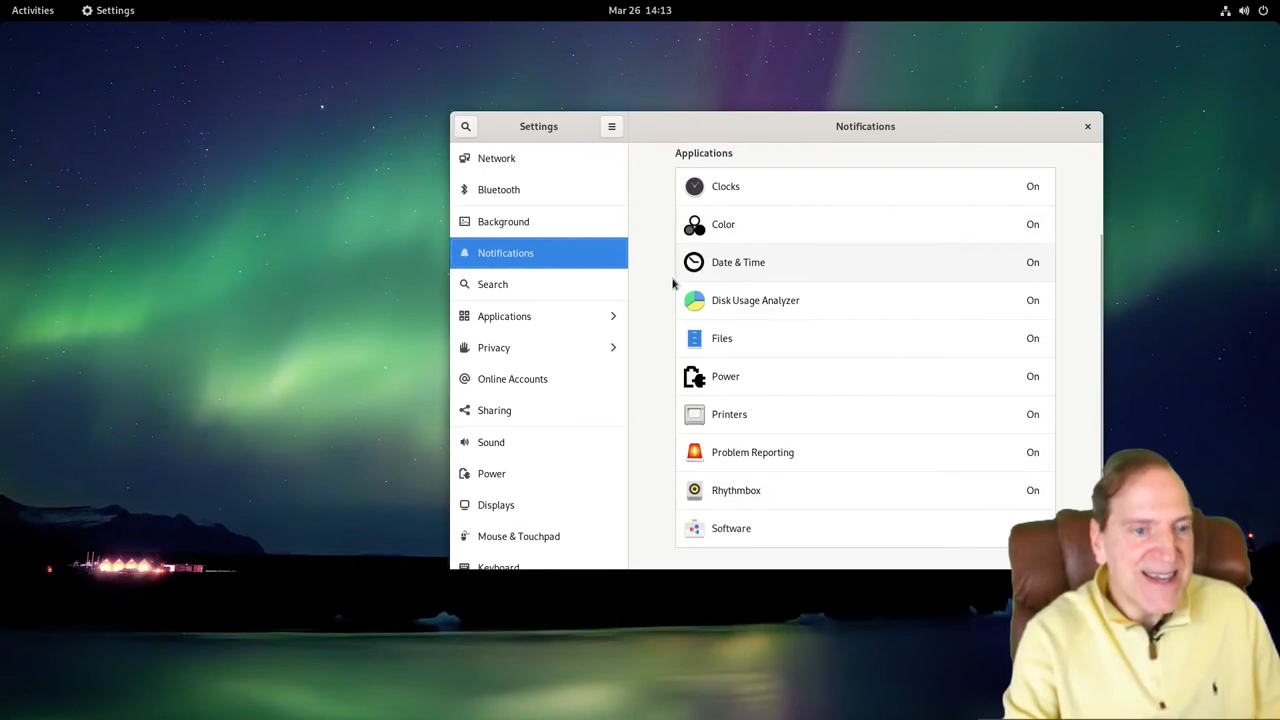 Activities
Settings
Mar 26 14:13
Settings
Network
Bluetooth
Background
Notifications
Search
Applications
Privacy
Online Accounts
Sharing
Sound
Power
Displays
Mouse & Touchpad
Keyboard
Notifications
Applications
Clocks On
Color On
Date & Time On
Disk Usage Analyzer On
Files On
Power On
Printers On
Problem Reporting On
Rhythmbox On
Software